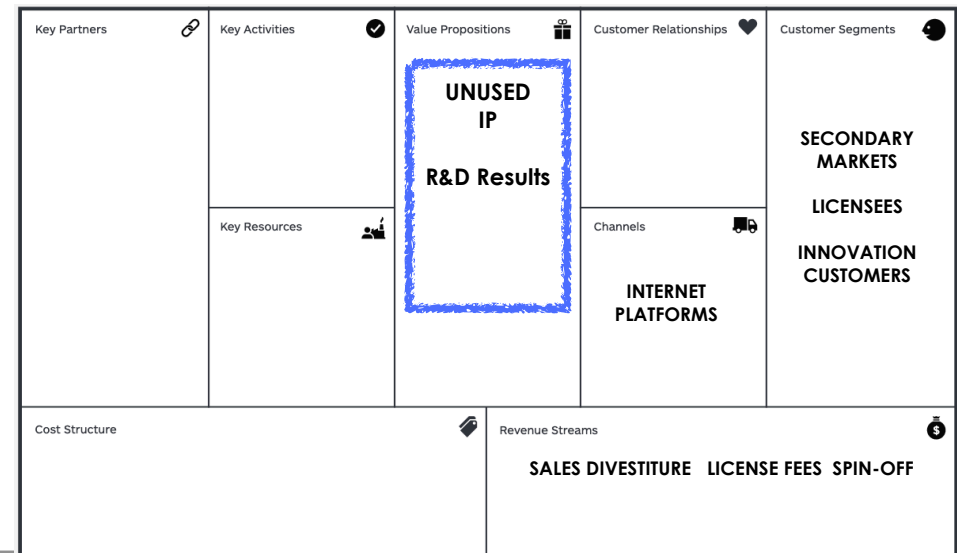 Key Partners
Key Activities
Value Propositions
Customer Relationships
Customer Segments
UNUSED
IP
R&D Results
SECONDARY
MARKETS
LICENSEES
INNOVATION
CUSTOMERS
Key Resources
Channels
INTERNET
PLATFORMS
Cost Structure
Revenue Streams
$
SALES DIVESTITURE LICENSE FEES SPIN-OFF